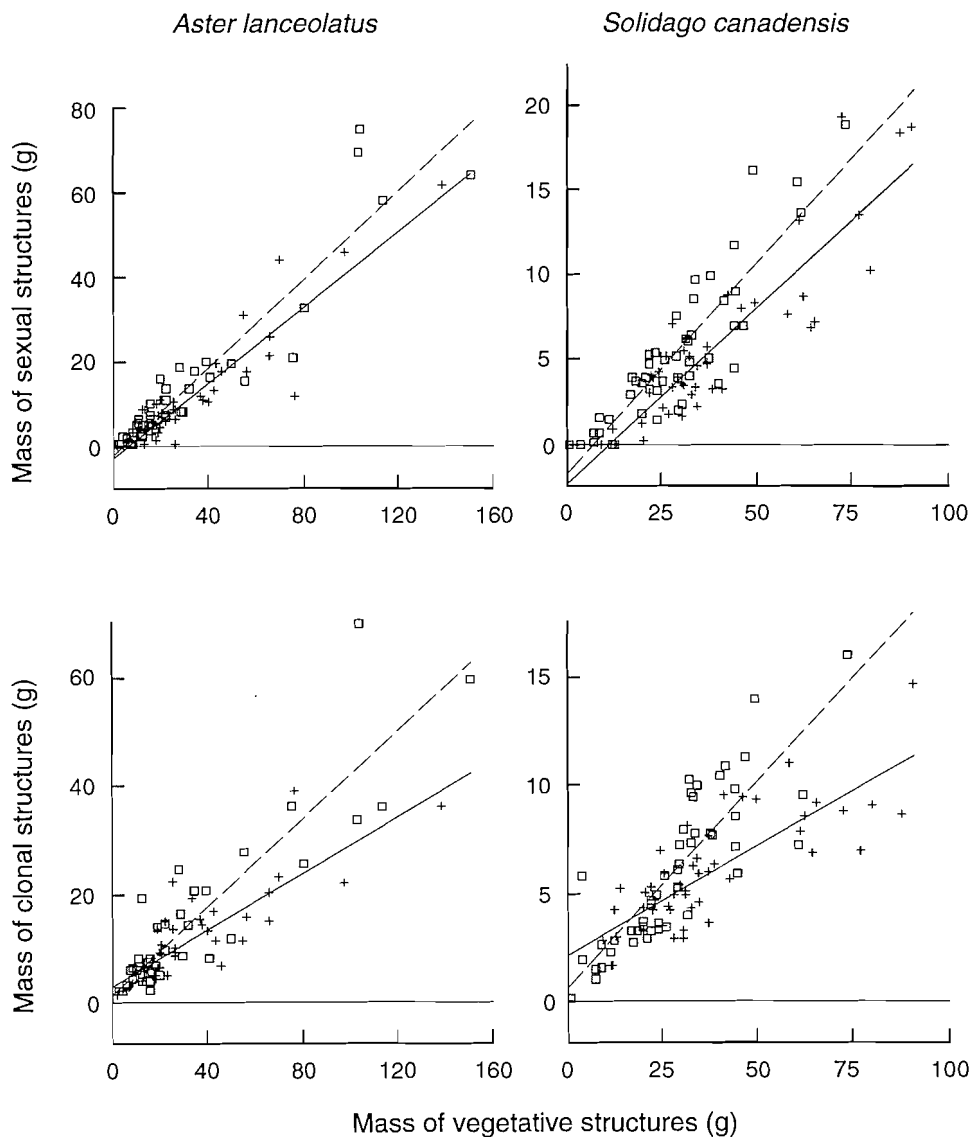 Aster lanceolatus
Solidago canadensis
Mass of sexual structures (g)
80
60
40
20
0
0 40 80 120 160
20
15
10
5
0
0 25 50 75 100
Mass of clonal structures (g)
60
40
20
0
0 40 80 120 160
15
10
5
0
0 25 50 75 100
Mass of vegetative structures (g)